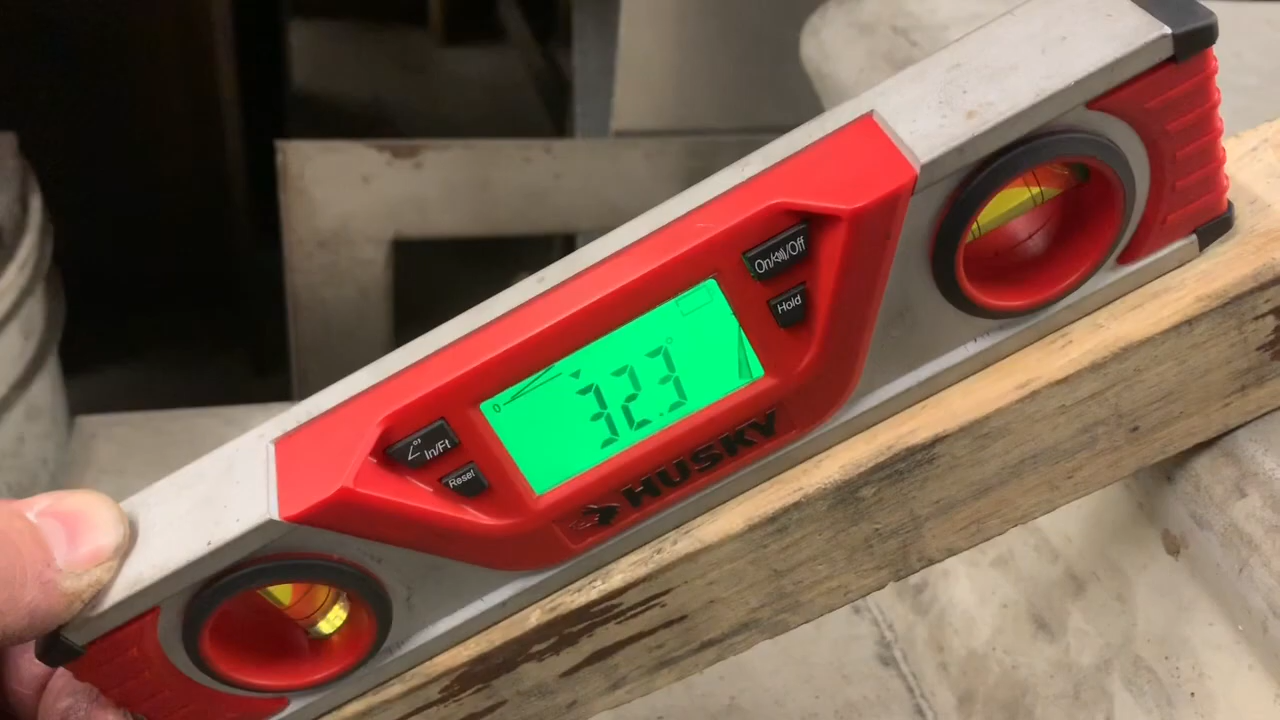 On/🔊/Off
Hold
0
32.3°
∠° In/Ft
Reset
HUSKY